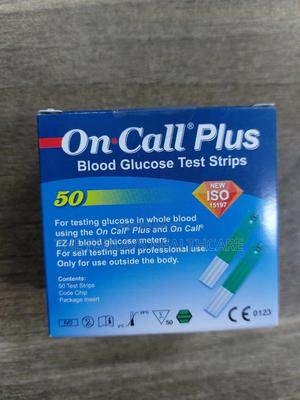 On·Call® Plus
Blood Glucose Test Strips
50
NEW
ISO
15197
For testing glucose in whole blood
using the On Call® Plus and On Call®
EZ II blood glucose meters.
For self testing and professional use.
Only for use outside the body.
Contents:
50 Test Strips
Code Chip
Package Insert
IVD
50
CE 0123